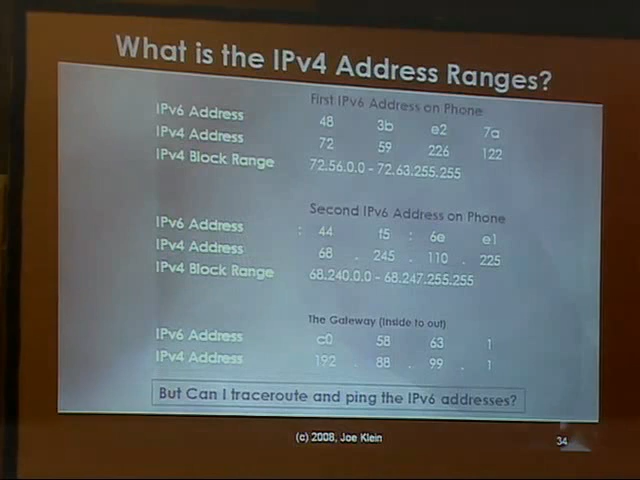 What is the IPv4 Address Ranges?
First IPv6 Address on Phone
IPv6 Address 48 3b e2 7a
IPv4 Address 72 59 226 122
IPv4 Block Range 72.56.0.0 - 72.63.255.255
Second IPv6 Address on Phone
IPv6 Address : 44 f5 : 6e e1
IPv4 Address 68 . 245 . 110 . 225
IPv4 Block Range 68.240.0.0 - 68.247.255.255
The Gateway (Inside to out)
IPv6 Address c0 58 63 1
IPv4 Address 192 . 88 . 99 . 1
But Can I traceroute and ping the IPv6 addresses?
(c) 2008, Joe Klein
34